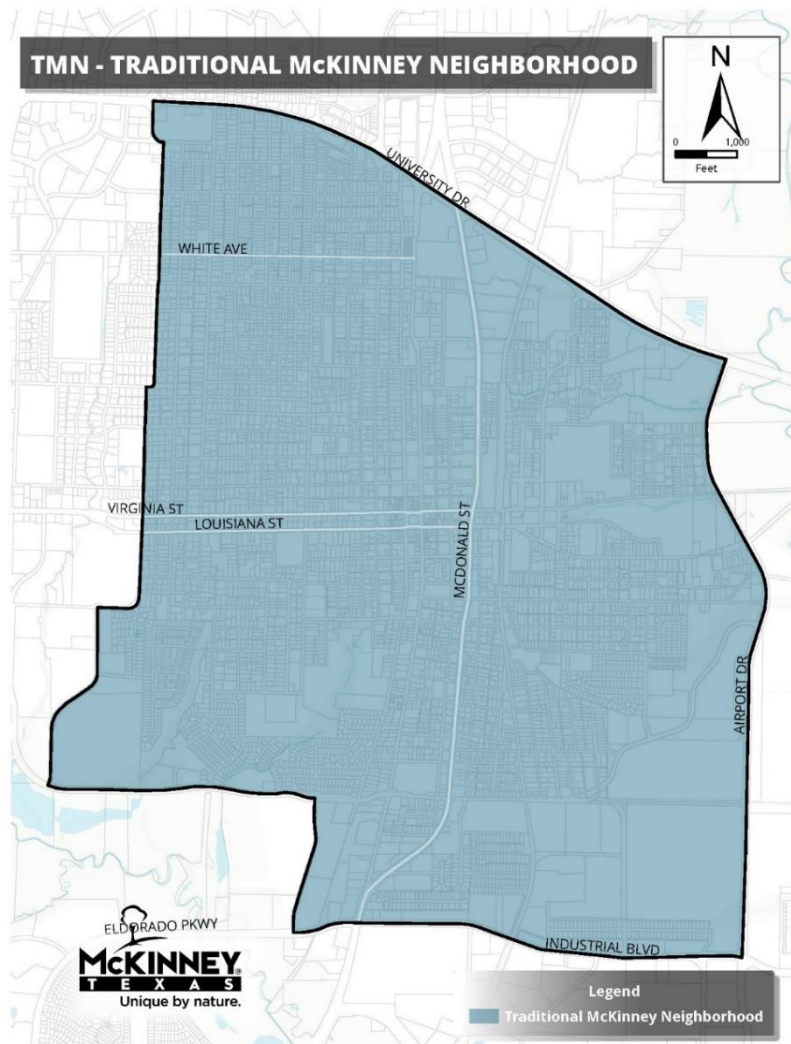 TMN - TRADITIONAL McKINNEY NEIGHBORHOOD
N
0 1,000
Feet
UNIVERSITY DR
WHITE AVE
VIRGINIA ST
LOUISIANA ST
MCDONALD ST
AIRPORT DR
ELDORADO PKWY
INDUSTRIAL BLVD
McKINNEY®
TEXAS
Unique by nature.
Legend
Traditional McKinney Neighborhood